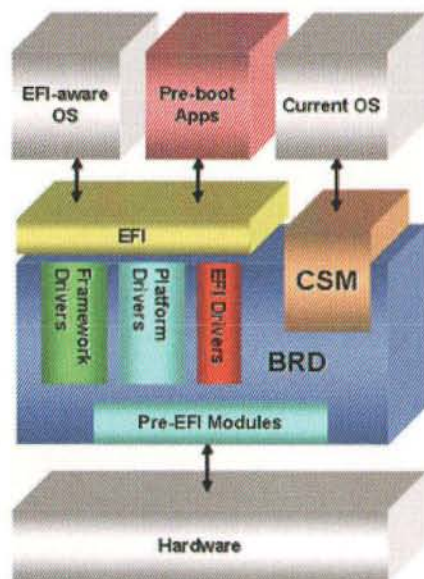 EFI-aware
OS
Pre-boot
Apps
Current OS
EFI
Framework
Drivers
Platform
Drivers
EFI Drivers
CSM
BRD
Pre-EFI Modules
Hardware